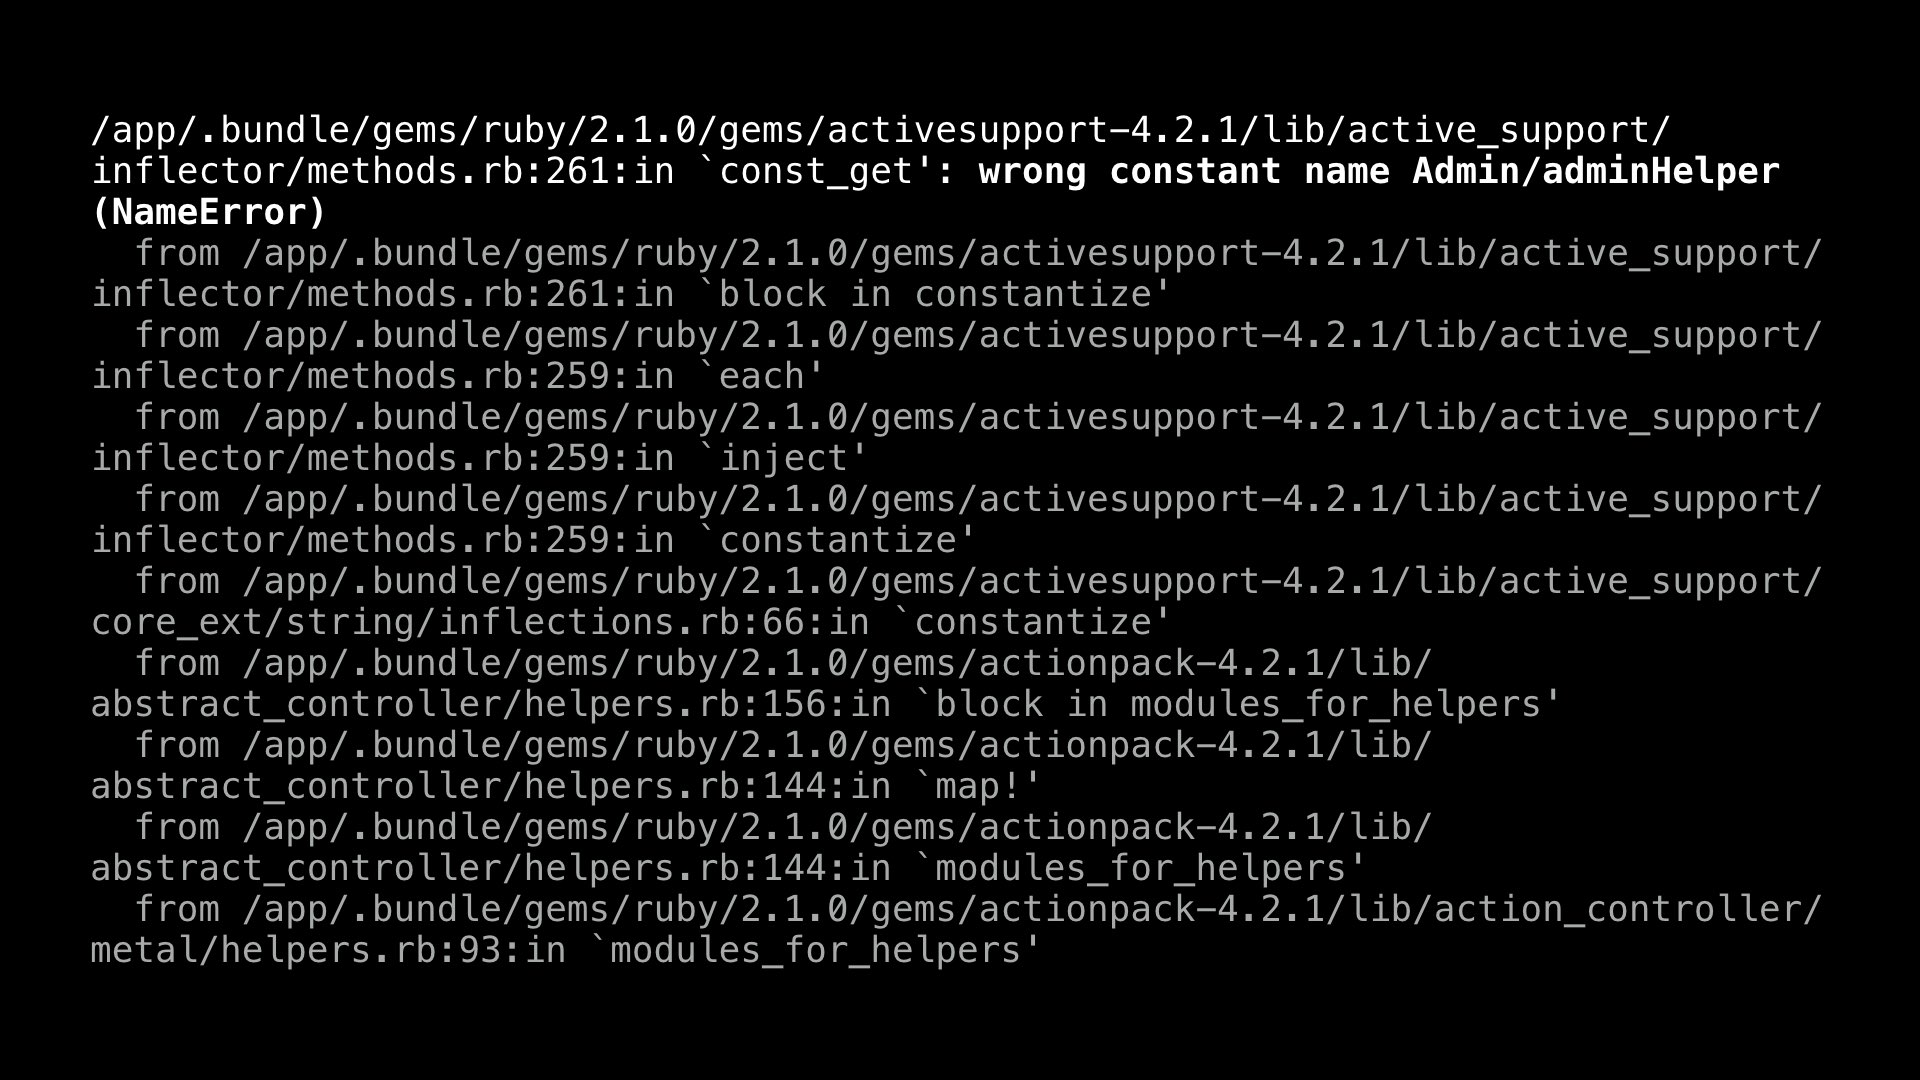 /app/.bundle/gems/ruby/2.1.0/gems/activesupport-4.2.1/lib/active_support/
inflector/methods.rb:261:in `const_get': wrong constant name Admin/adminHelper
(NameError)
  from /app/.bundle/gems/ruby/2.1.0/gems/activesupport-4.2.1/lib/active_support/
inflector/methods.rb:261:in `block in constantize'
  from /app/.bundle/gems/ruby/2.1.0/gems/activesupport-4.2.1/lib/active_support/
inflector/methods.rb:259:in `each'
  from /app/.bundle/gems/ruby/2.1.0/gems/activesupport-4.2.1/lib/active_support/
inflector/methods.rb:259:in `inject'
  from /app/.bundle/gems/ruby/2.1.0/gems/activesupport-4.2.1/lib/active_support/
inflector/methods.rb:259:in `constantize'
  from /app/.bundle/gems/ruby/2.1.0/gems/activesupport-4.2.1/lib/active_support/
core_ext/string/inflections.rb:66:in `constantize'
  from /app/.bundle/gems/ruby/2.1.0/gems/actionpack-4.2.1/lib/
abstract_controller/helpers.rb:156:in `block in modules_for_helpers'
  from /app/.bundle/gems/ruby/2.1.0/gems/actionpack-4.2.1/lib/
abstract_controller/helpers.rb:144:in `map!'
  from /app/.bundle/gems/ruby/2.1.0/gems/actionpack-4.2.1/lib/
abstract_controller/helpers.rb:144:in `modules_for_helpers'
  from /app/.bundle/gems/ruby/2.1.0/gems/actionpack-4.2.1/lib/action_controller/
metal/helpers.rb:93:in `modules_for_helpers'